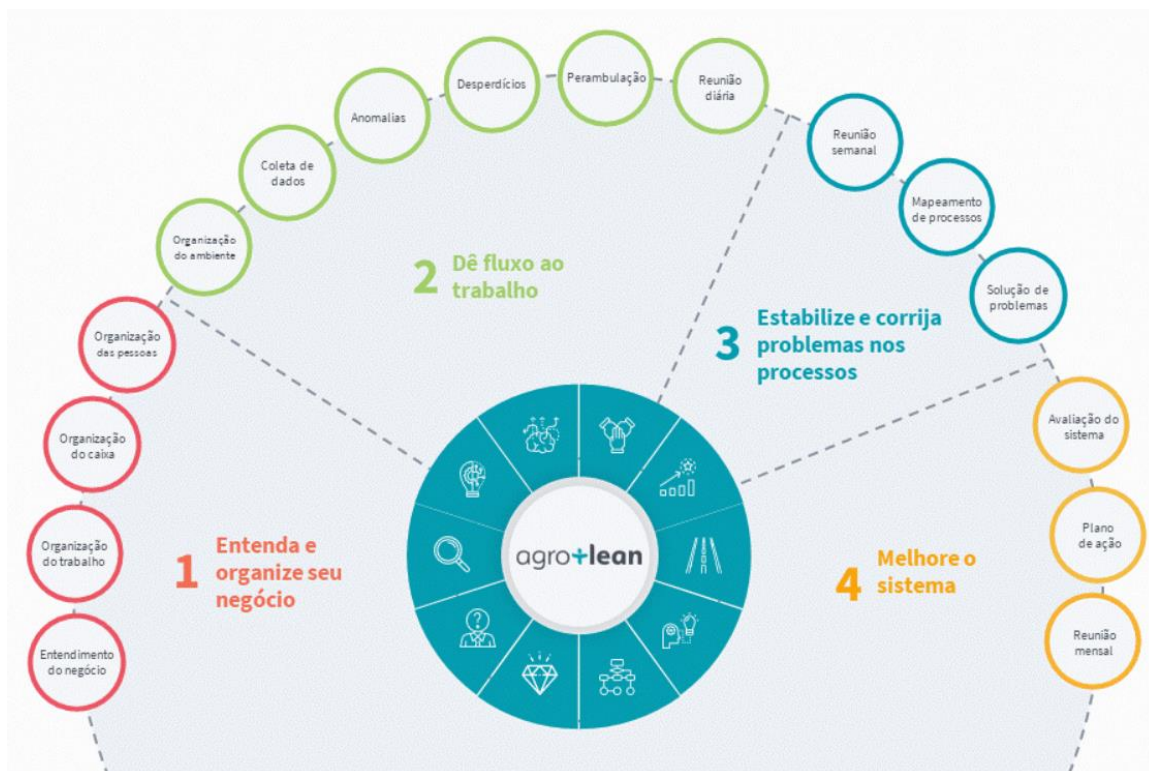 Entendimento
do negócio
Organização
do trabalho
Organização
do caixa
Organização
das pessoas
1
Entenda e
organize seu
negócio
Organização
do ambiente
Coleta de
dados
Anomalias
Desperdícios
Perambulação
Reunião
diária
2
Dê fluxo ao
trabalho
Reunião
semanal
Mapeamento
de processos
Solução de
problemas
3
Estabilize e corrija
problemas nos
processos
Avaliação do
sistema
Plano
de ação
Reunião
mensal
4
Melhore o
sistema
agro+lean